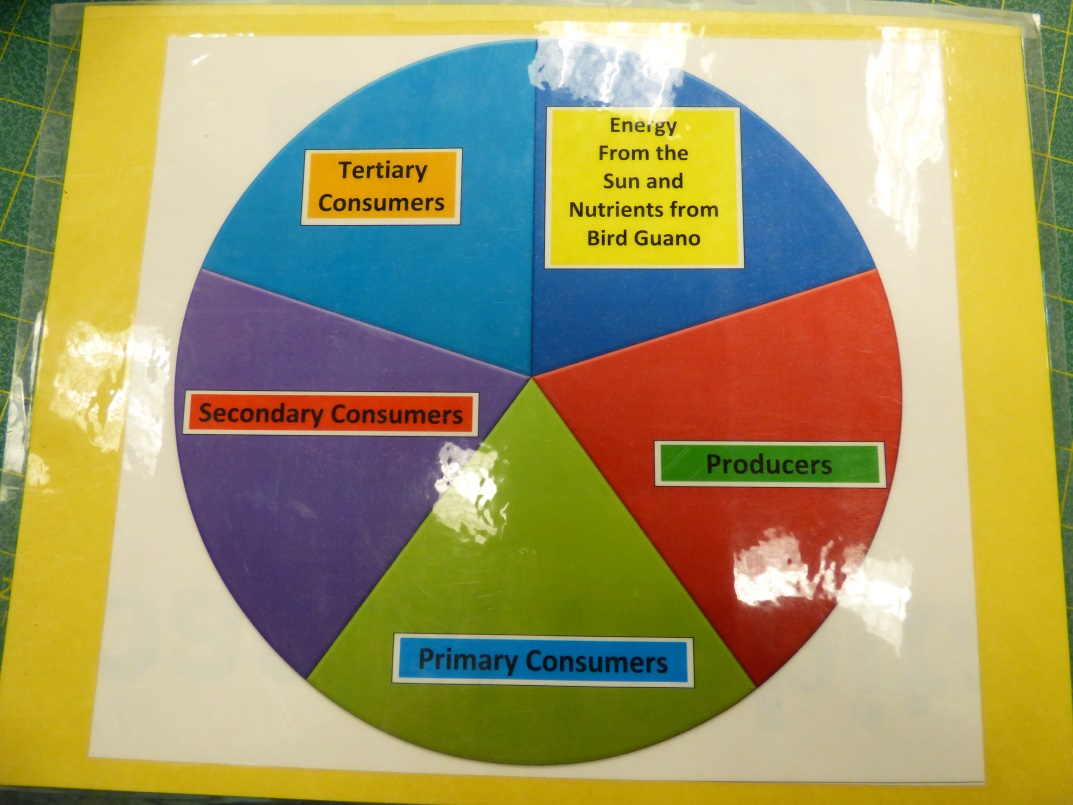 Energy
From the
Sun and
Nutrients from
Bird Guano
Tertiary
Consumers
Secondary Consumers
Producers
Primary Consumers